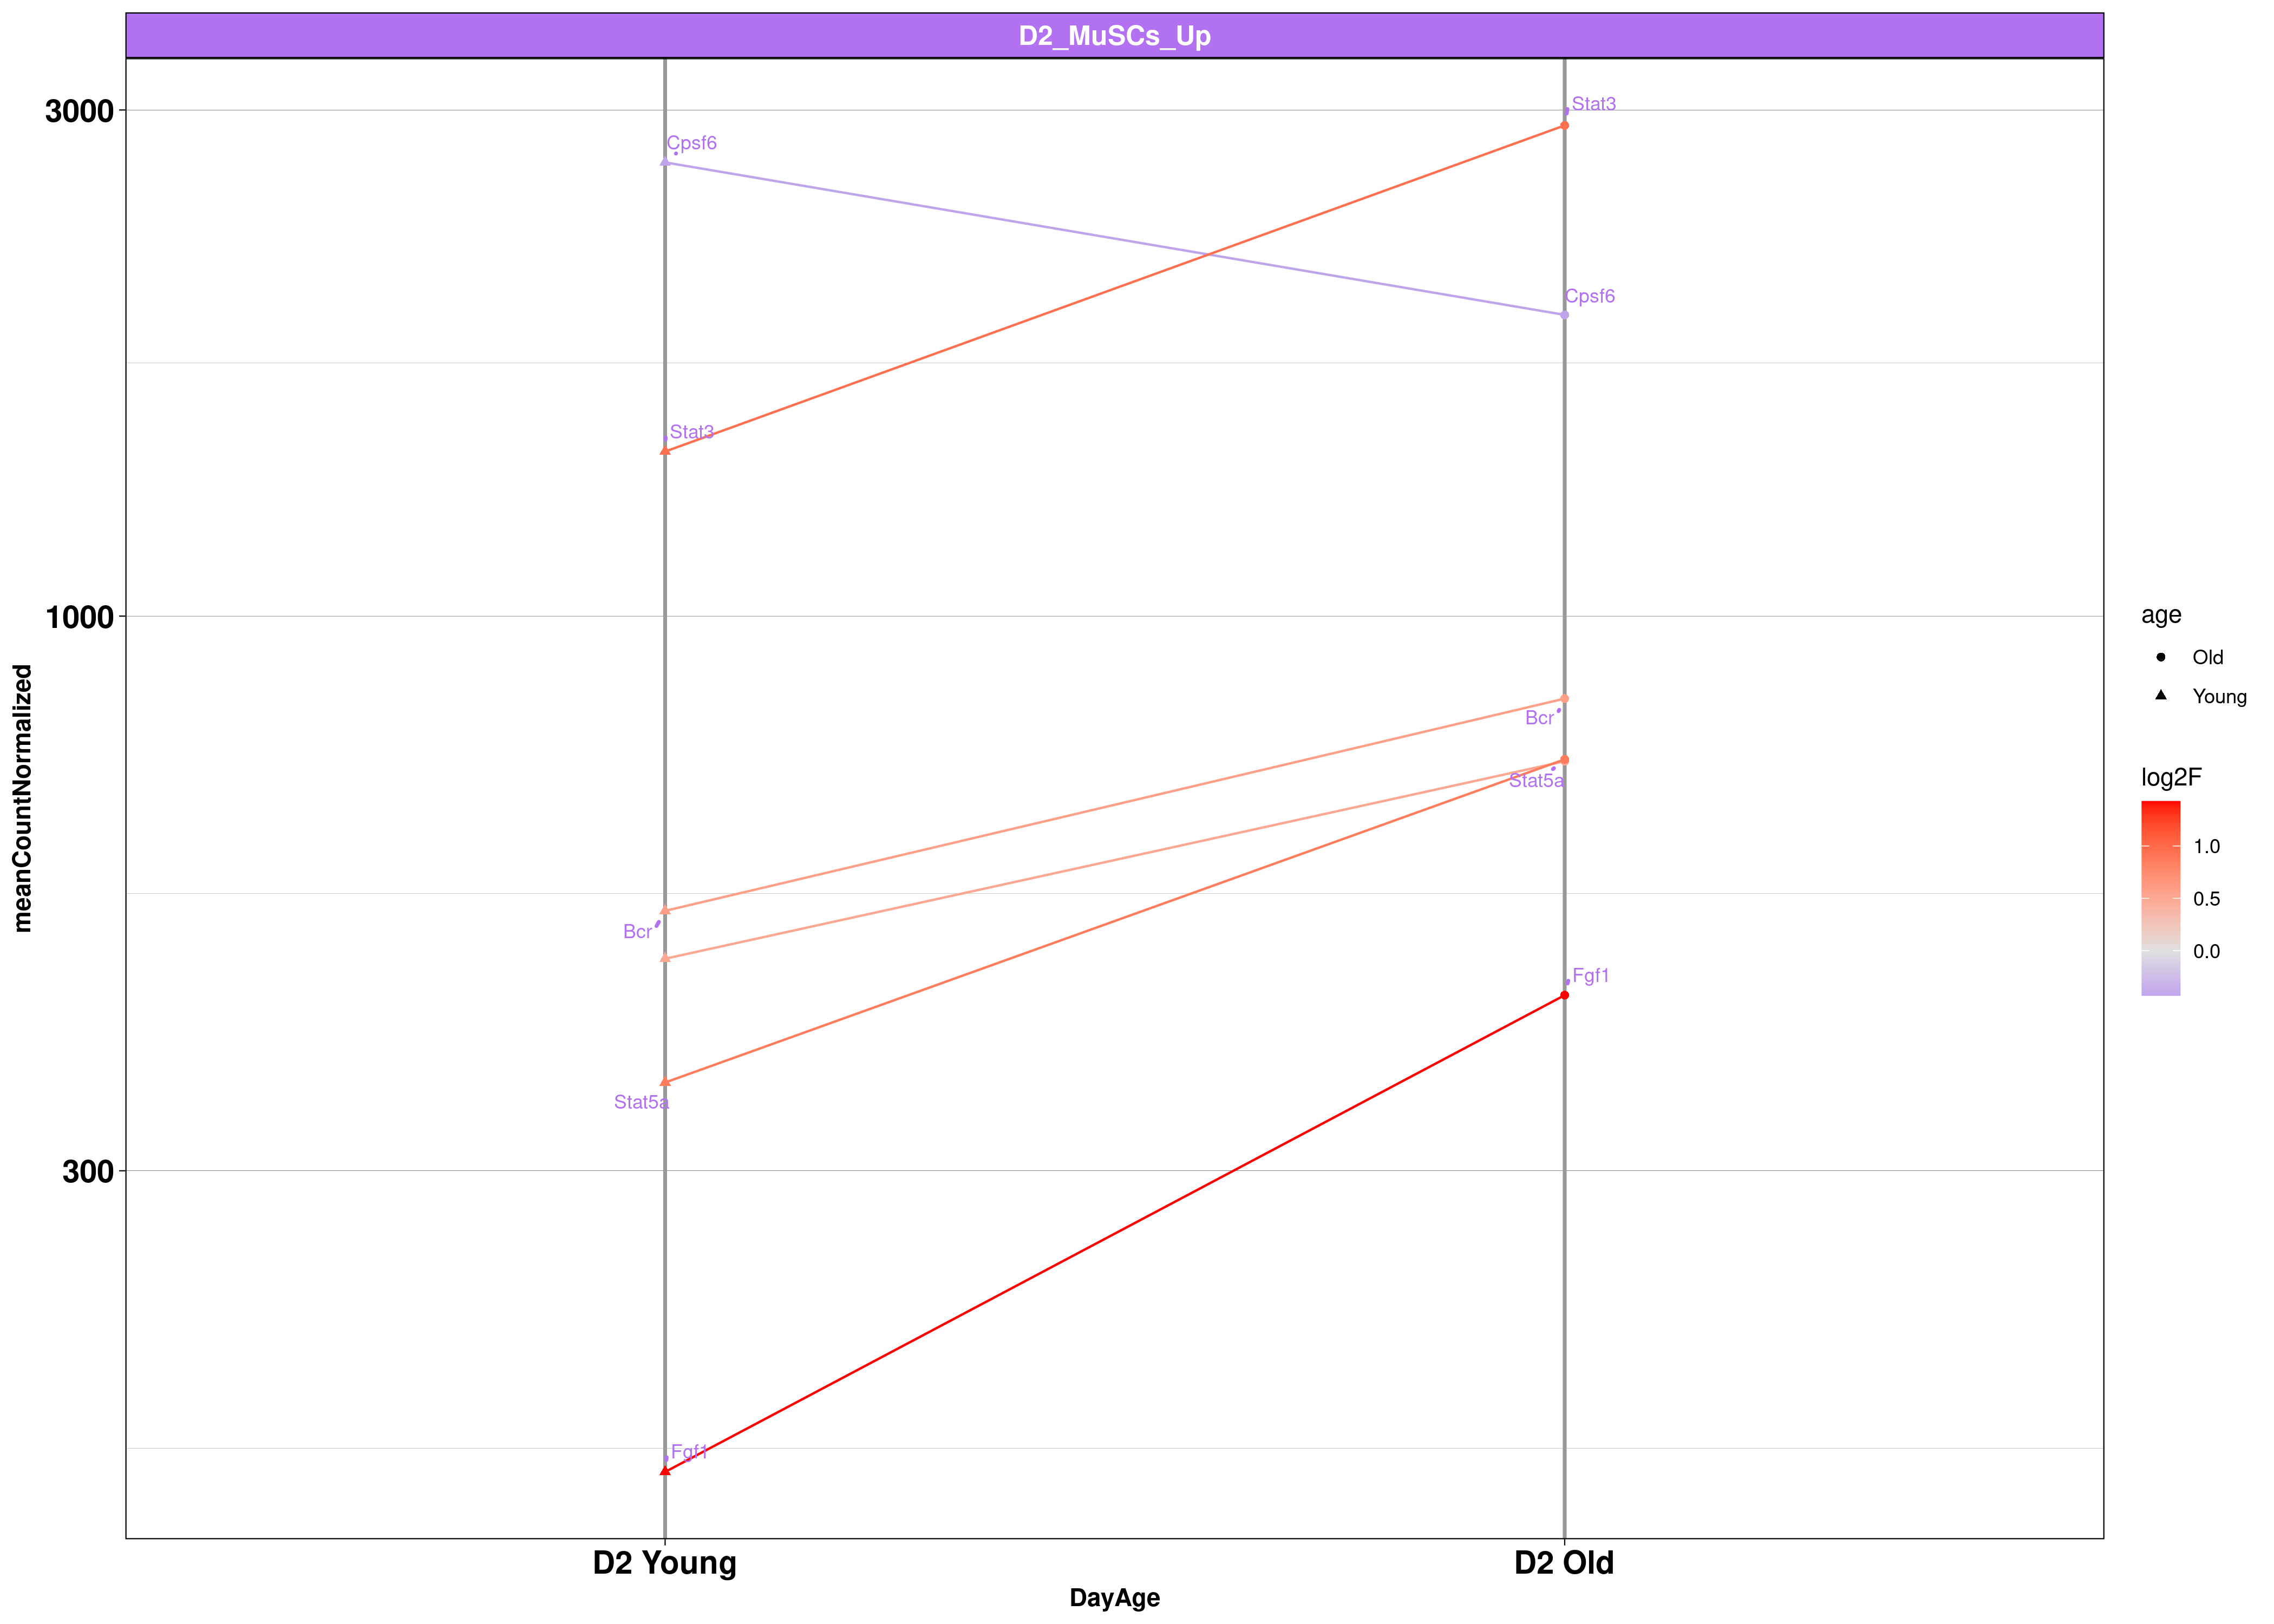 D2_MuSCs_Up
3000
1000
300
meanCountNormalized
Cpsf6
Stat3
Stat3
Cpsf6
Bcr
Stat5a
Bcr
Stat5a
Fgf1
Fgf1
D2 Young
D2 Old
DayAge
age
Old
Young
log2F
1.0
0.5
0.0